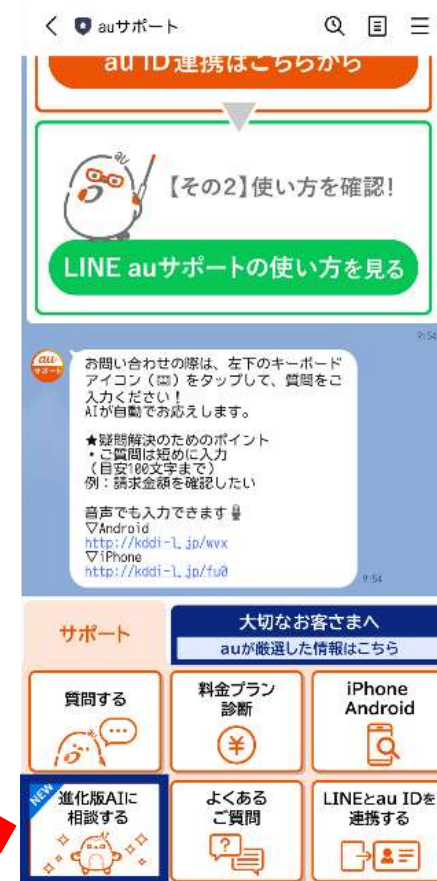 auサポート
au ID連携はこちらから
au
【その2】使い方を確認!
LINE auサポートの使い方を見る
9:54
au
サポート
お問い合わせの際は、左下のキーボード
アイコン（⌨）をタップして、質問をご
入力ください！
AIが自動でお応えします。
★疑問解決のためのポイント
・ご質問は短めに入力
（目安100文字まで）
例：請求金額を確認したい
音声でも入力できます🎙
▽Android
http://kddi-l.jp/wvx
▽iPhone
http://kddi-l.jp/fu0
9:54
サポート
大切なお客さまへ
auが厳選した情報はこちら
質問する
料金プラン
診断
iPhone
Android
NEW
進化版AIに
相談する
よくある
ご質問
LINEとau IDを
連携する